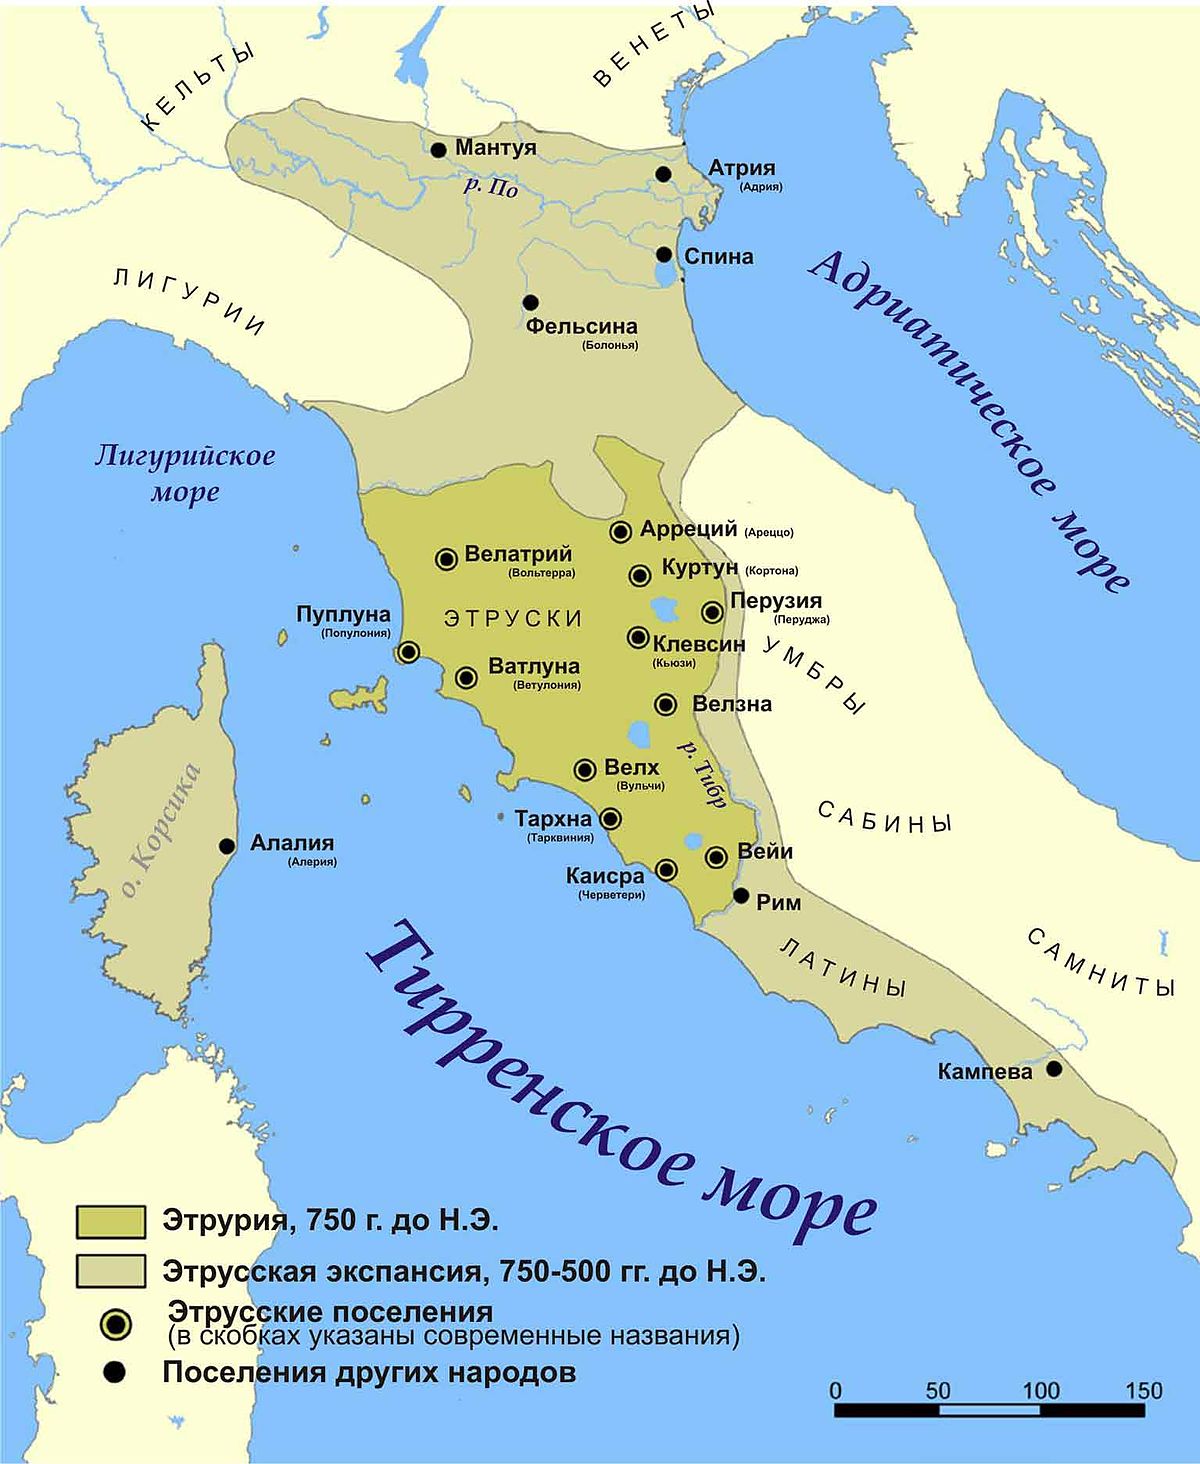 КЕЛЬТЫ
ВЕНЕТЫ
Мантуя
р. По
Атрия
(Адрия)
Спина
ЛИГУРИИ
Фельсина
(Болонья)
Адриатическое море
Лигурийское
море
Арреций (Ареццо)
Велатрий
(Вольтерра)
Куртун (Кортона)
Перузия
(Перуджа)
Пуплуна
(Популония)
ЭТРУСКИ
Клевсин
(Кьюзи)
УМБРЫ
Ватлуна
(Ветулония)
Велзна
р. Тибр
Велх
(Вульчи)
о. Корсика
Тархна
(Тарквиния)
САБИНЫ
Алалия
(Алерия)
Вейи
Каисра
(Черветери)
Рим
ЛАТИНЫ
САМНИТЫ
Тирренское море
Кампева
Этрурия, 750 г. до Н.Э.
Этрусская экспансия, 750-500 гг. до Н.Э.
Этрусские поселения
(в скобках указаны современные названия)
Поселения других народов
0 50 100 150